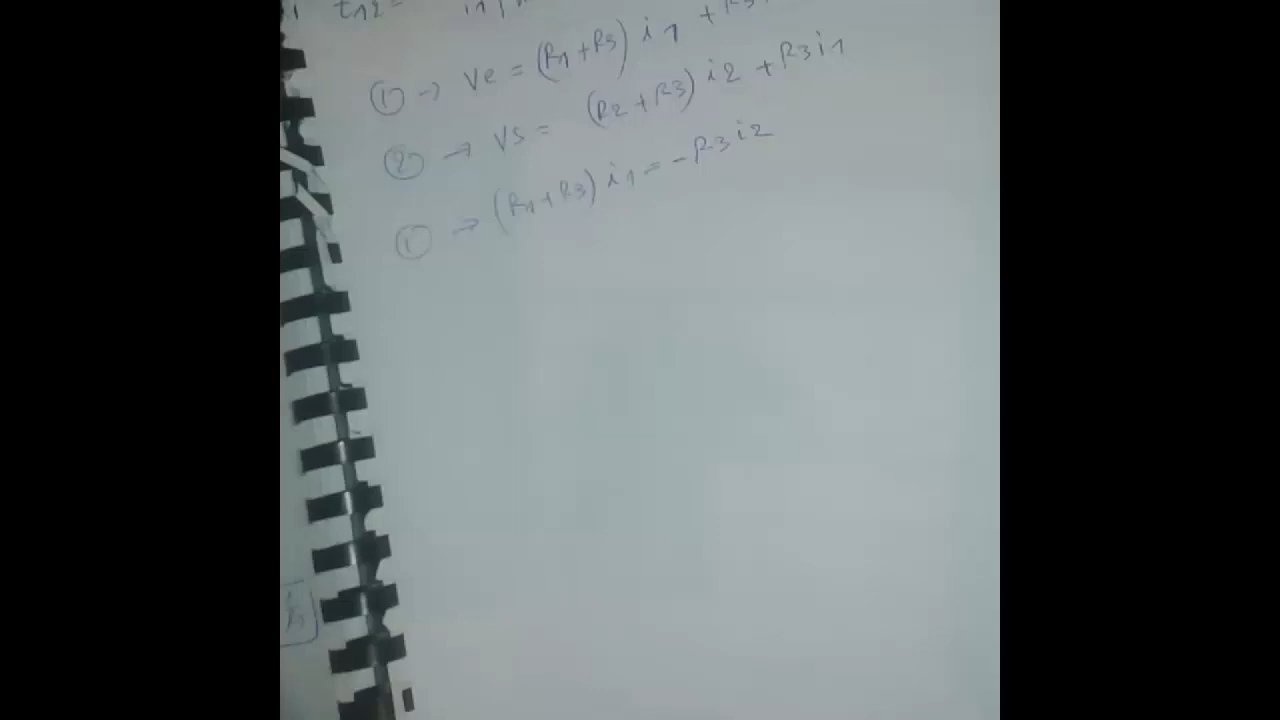 t12 =
① → Ve = (R1 + R3) i1 + R3
② → Vs = (R2 + R3) i2 + R3 i1
① → (R1 + R3) i1 = - R3 i2